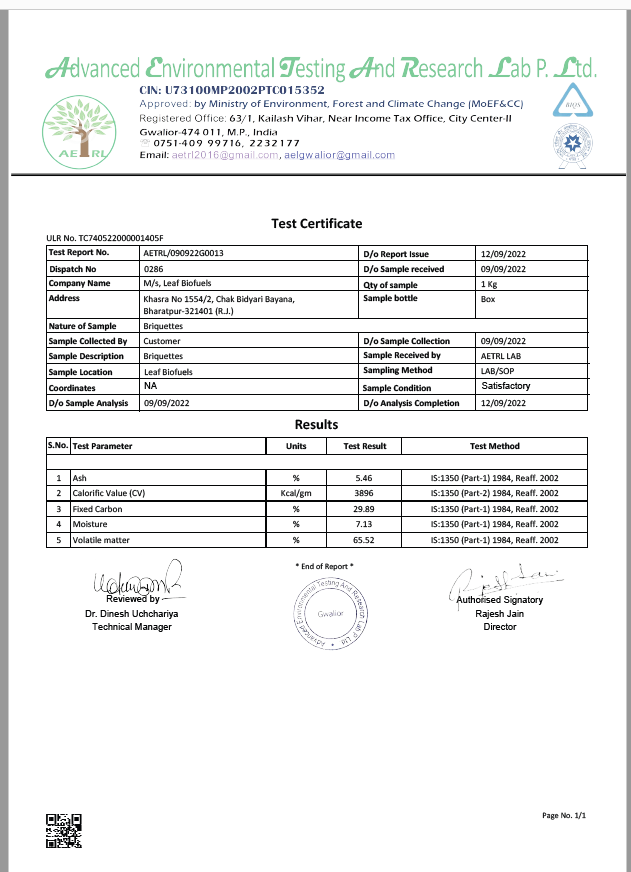 Advanced Environmental Testing And Research Lab P. Ltd.
CIN: U73100MP2002PTC015352
Approved: by Ministry of Environment, Forest and Climate Change (MoEF&CC)
Registered Office: 63/1, Kailash Vihar, Near Income Tax Office, City Center-II
Gwalior-474 011, M.P., India
0751-409 99716, 2232177
Email: aetrl2016@gmail.com, aelgwalior@gmail.com
AETRL
Test Certificate
ULR No. TC740522000001405F
Test Report No. AETRL/090922G0013 D/o Report Issue 12/09/2022
Dispatch No 0286 D/o Sample received 09/09/2022
Company Name M/s, Leaf Biofuels Qty of sample 1 Kg
Address Khasra No 1554/2, Chak Bidyari Bayana, Sample bottle Box
Bharatpur-321401 (R.J.)
Nature of Sample Briquettes
Sample Collected By Customer D/o Sample Collection 09/09/2022
Sample Description Briquettes Sample Received by AETRL LAB
Sample Location Leaf Biofuels Sampling Method LAB/SOP
Coordinates NA Sample Condition Satisfactory
D/o Sample Analysis 09/09/2022 D/o Analysis Completion 12/09/2022
Results
S.No. Test Parameter Units Test Result Test Method
1 Ash % 5.46 IS:1350 (Part-1) 1984, Reaff. 2002
2 Calorific Value (CV) Kcal/gm 3896 IS:1350 (Part-2) 1984, Reaff. 2002
3 Fixed Carbon % 29.89 IS:1350 (Part-1) 1984, Reaff. 2002
4 Moisture % 7.13 IS:1350 (Part-1) 1984, Reaff. 2002
5 Volatile matter % 65.52 IS:1350 (Part-1) 1984, Reaff. 2002
* End of Report *
Reviewed by
Dr. Dinesh Uchchariya
Technical Manager
Advanced Environmental Testing And Research Lab P Ltd
Gwalior
Authorised Signatory
Rajesh Jain
Director
Page No. 1/1